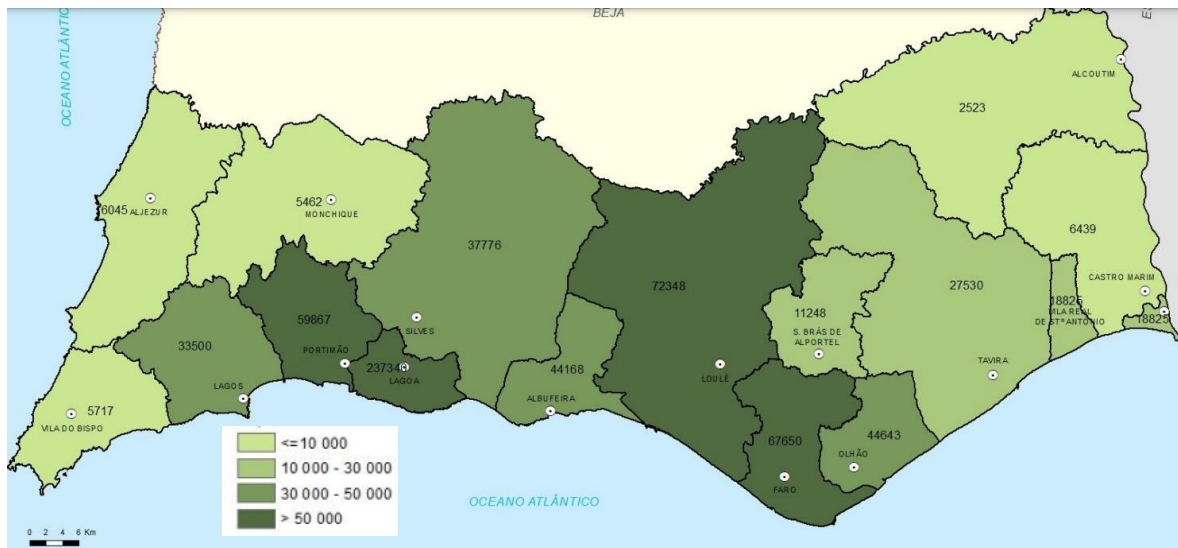 BEJA
ES
OCEANO ATLÂNTICO
ALCOUTIM
2523
6045
ALJEZUR
5462
MONCHIQUE
37776
6439
72348
CASTRO MARIM
27530
11248
18825
VILA REAL
DE STº ANTÓNIO
18825
59867
SILVES
S. BRÁS DE
ALPORTEL
33500
PORTIMÃO
237340
LAGOA
44168
LOULÉ
TAVIRA
LAGOS
5717
VILA DO BISPO
ALBUFEIRA
67650
44643
OLHÃO
FARO
<=10 000
10 000 - 30 000
30 000 - 50 000
> 50 000
OCEANO ATLÂNTICO
0 2 4 6 Km